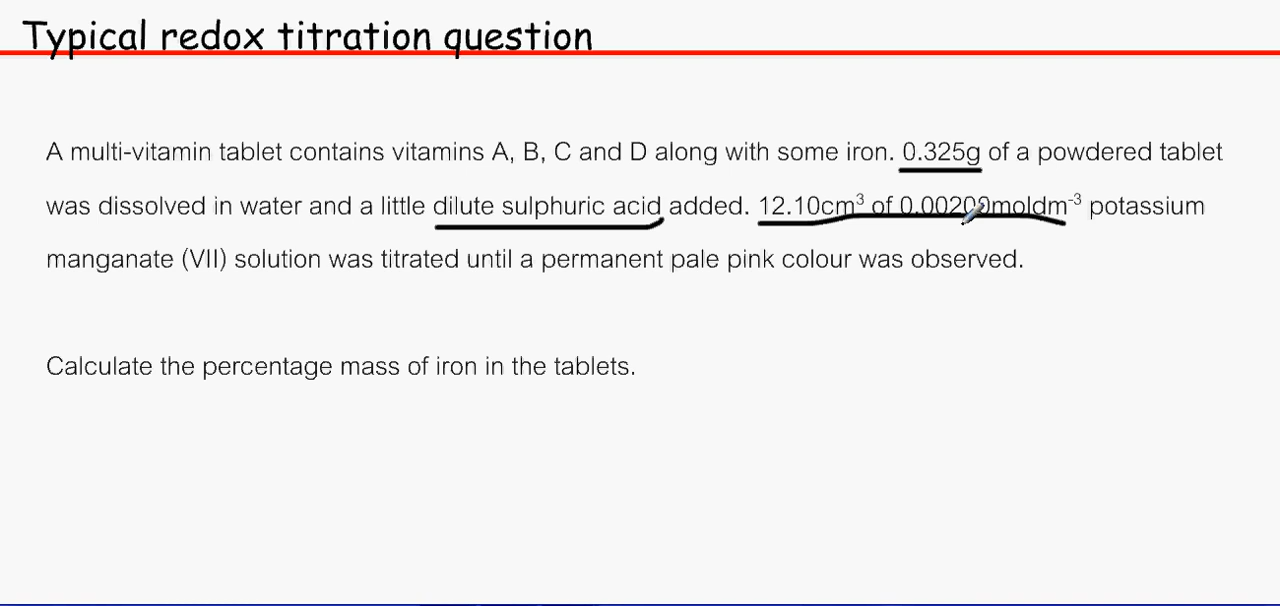 Typical redox titration question
A multi-vitamin tablet contains vitamins A, B, C and D along with some iron. 0.325g of a powdered tablet
was dissolved in water and a little dilute sulphuric acid added. 12.10cm³ of 0.00200moldm⁻³ potassium
manganate (VII) solution was titrated until a permanent pale pink colour was observed.
Calculate the percentage mass of iron in the tablets.